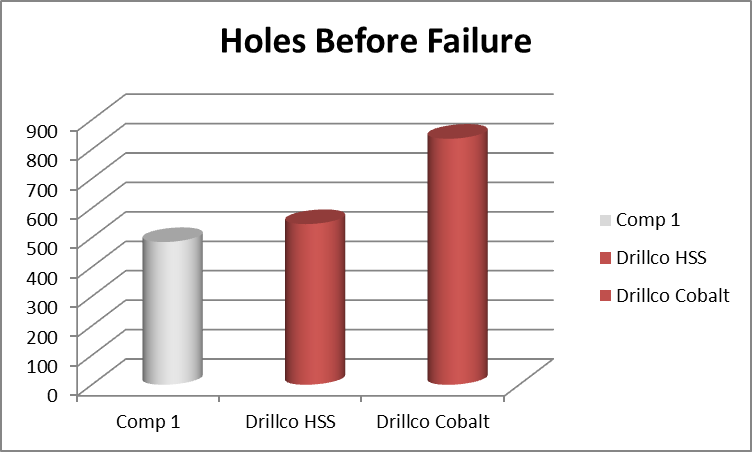 Holes Before Failure
900
800
700
600
500
400
300
200
100
0
Comp 1
Drillco HSS
Drillco Cobalt
Comp 1
Drillco HSS
Drillco Cobalt